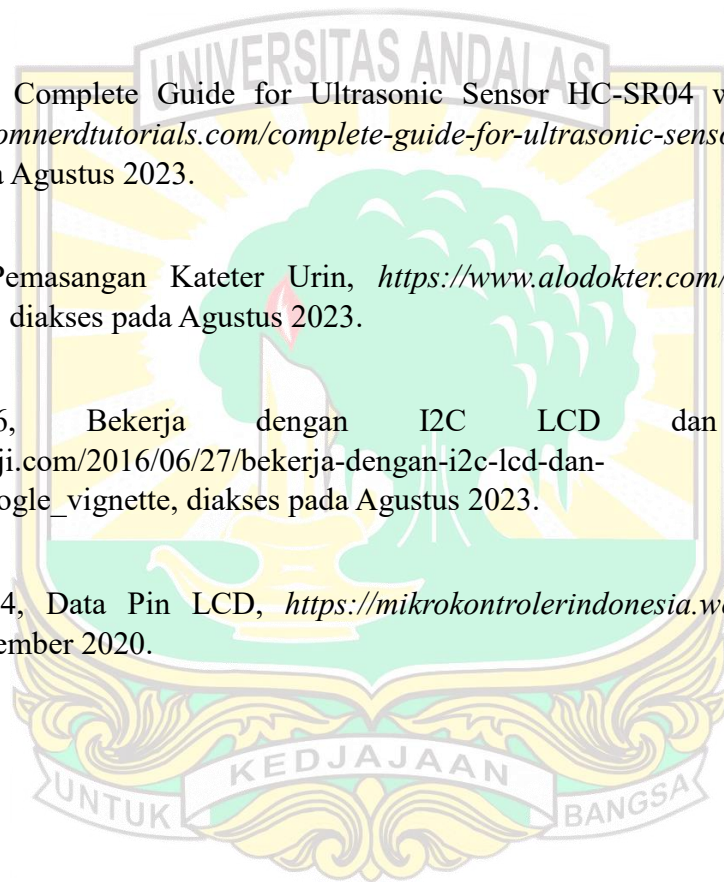 UNIVERSITAS ANDALAS
Complete Guide for Ultrasonic Sensor HC-SR04 w
omnerdtutorials.com/complete-guide-for-ultrasonic-senso
a Agustus 2023.
Pemasangan Kateter Urin, https://www.alodokter.com/
diakses pada Agustus 2023.
6, Bekerja dengan I2C LCD dan
ji.com/2016/06/27/bekerja-dengan-i2c-lcd-dan-
ogle_vignette, diakses pada Agustus 2023.
4, Data Pin LCD, https://mikrokontrolerindonesia.w
ember 2020.
UNTUK KEDJAJAAN BANGSA